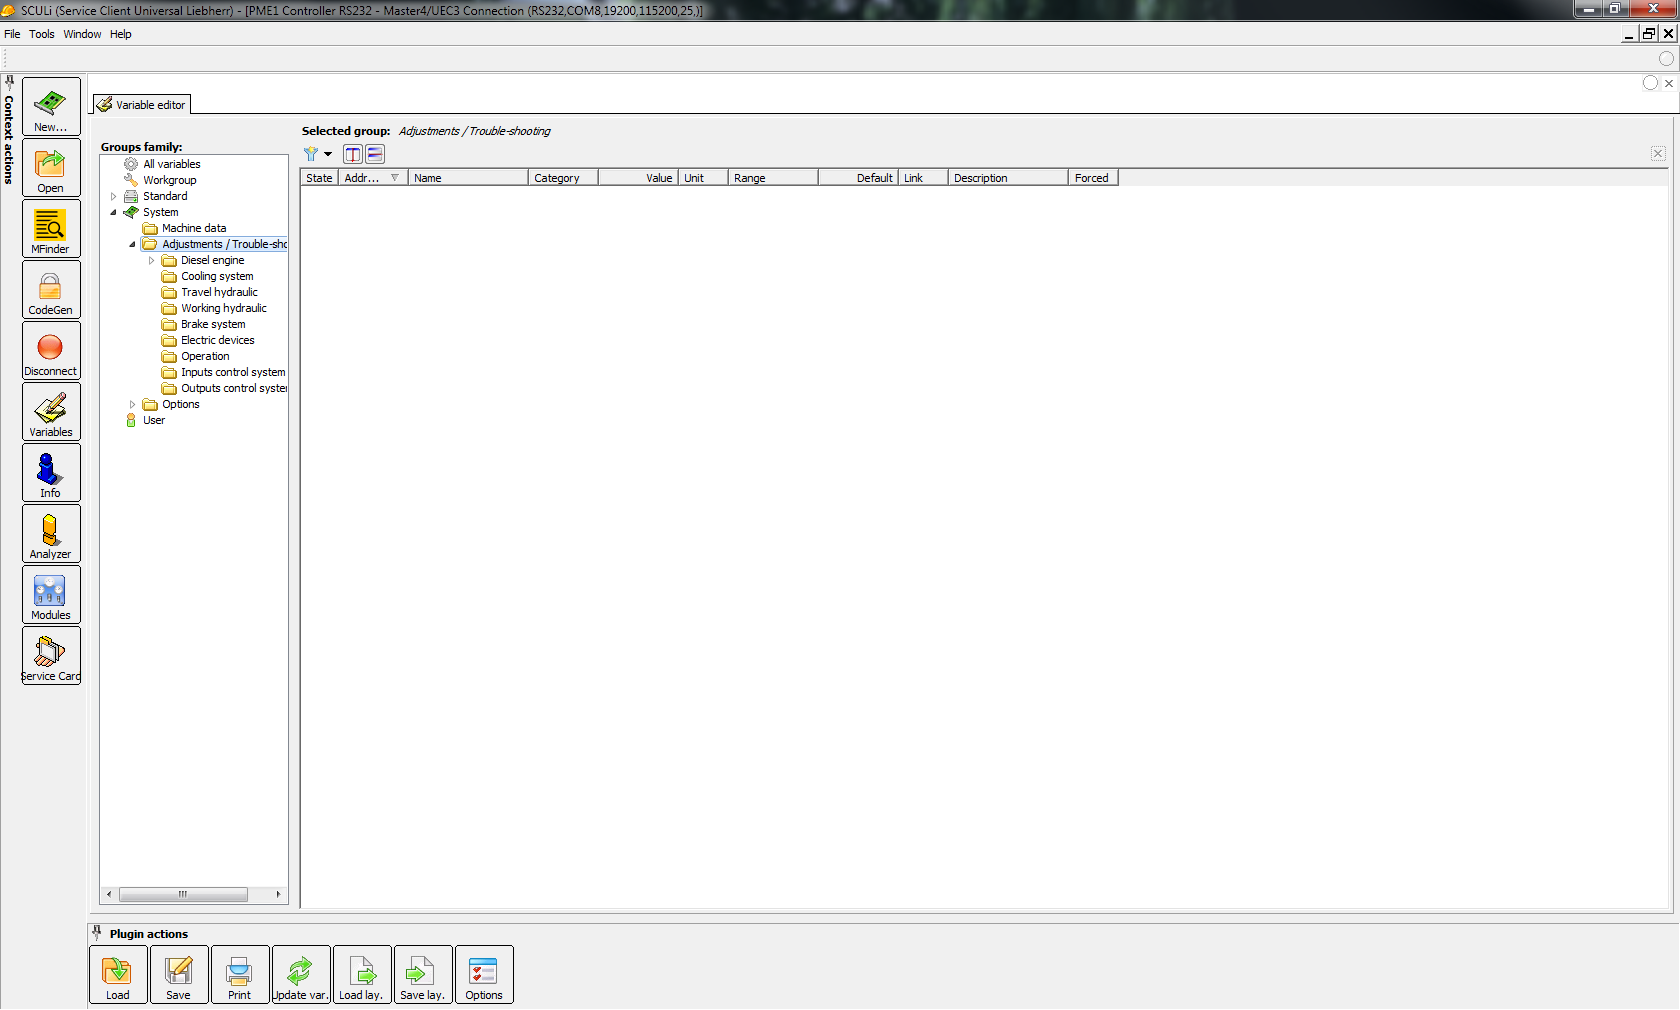 SCULi (Service Client Universal Liebherr) - [PME1 Controller RS232 - Master4/UEC3 Connection (RS232,COM8,19200,115200,25,)]
File Tools Window Help
Context actions
New...
Open
MFinder
CodeGen
Disconnect
Variables
Info
Analyzer
Modules
Service Card
Variable editor
Groups family:
All variables
Workgroup
Standard
System
Machine data
Adjustments / Trouble-sho
Diesel engine
Cooling system
Travel hydraulic
Working hydraulic
Brake system
Electric devices
Operation
Inputs control system
Outputs control syster
Options
User
Selected group: Adjustments / Trouble-shooting
State Addr... Name Category Value Unit Range Default Link Description Forced
Plugin actions
Load Save Print Update var. Load lay. Save lay. Options